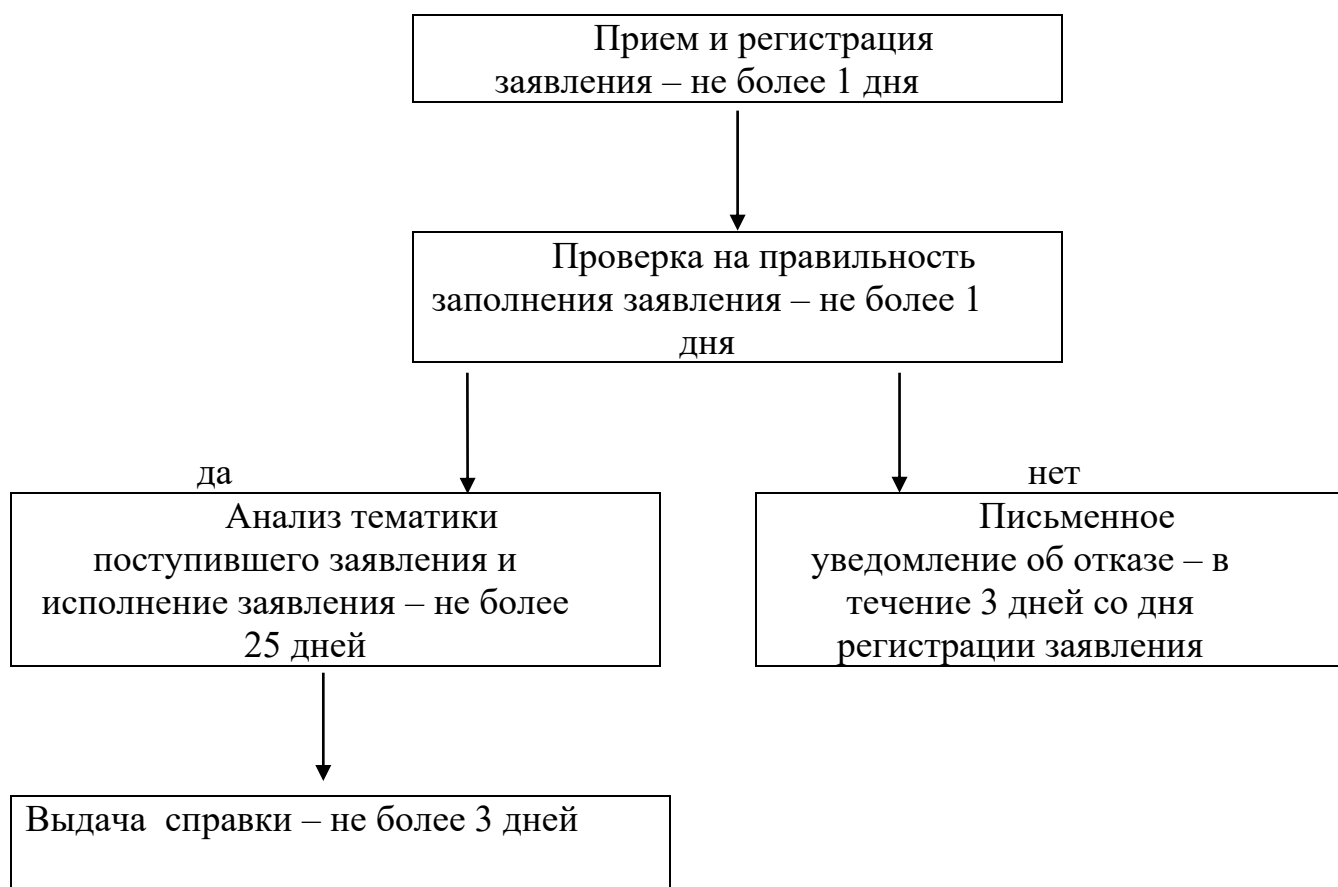 Прием и регистрация
заявления – не более 1 дня
Проверка на правильность
заполнения заявления – не более 1
дня
да
нет
Анализ тематики
поступившего заявления и
исполнение заявления – не более
25 дней
Письменное
уведомление об отказе – в
течение 3 дней со дня
регистрации заявления
Выдача  справки – не более 3 дней